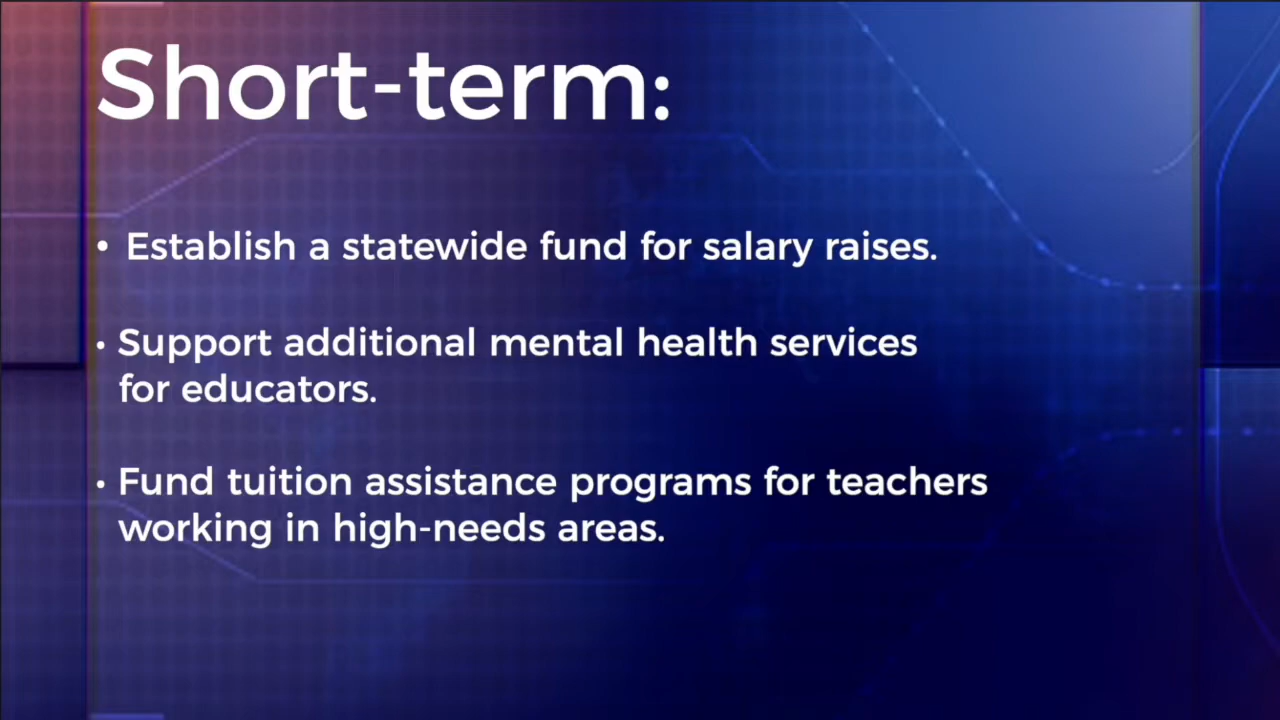 Short-term:
• Establish a statewide fund for salary raises.
• Support additional mental health services
for educators.
• Fund tuition assistance programs for teachers
working in high-needs areas.